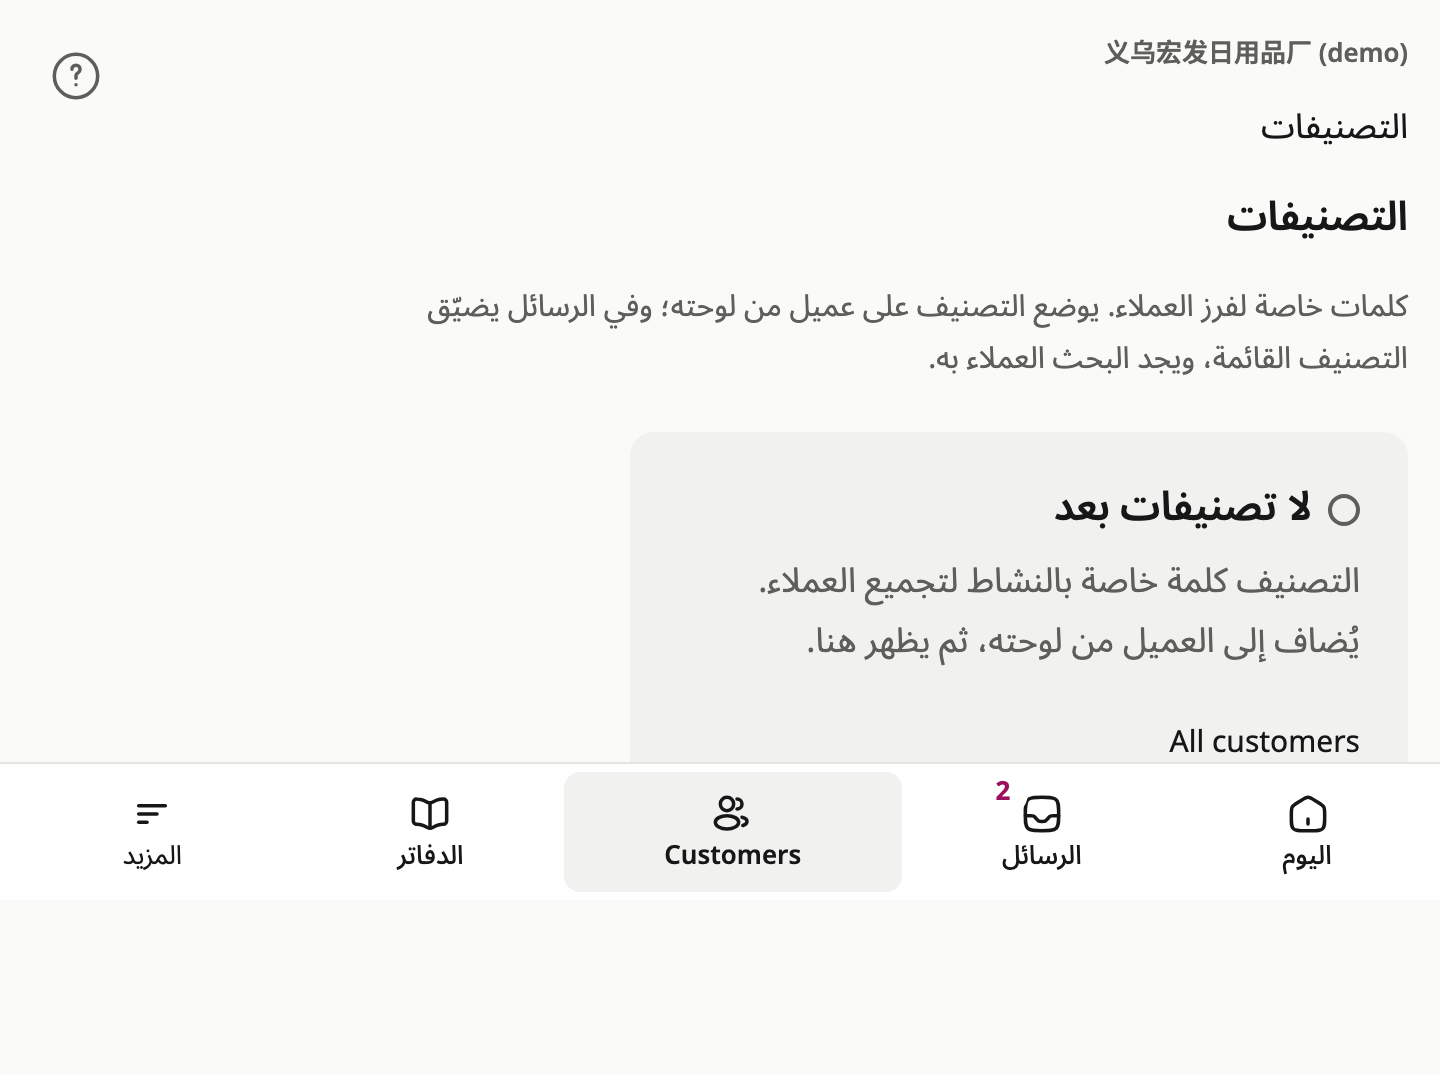 义乌宏发日用品厂 (demo)
التصنيفات
التصنيفات
كلمات خاصة لفرز العملاء. يوضع التصنيف على عميل من لوحته؛ وفي الرسائل يضيّق
التصنيف القائمة، ويجد البحث العملاء به.
لا تصنيفات بعد
التصنيف كلمة خاصة بالنشاط لتجميع العملاء.
يُضاف إلى العميل من لوحته، ثم يظهر هنا.
All customers
اليوم
2
الرسائل
Customers
الدفاتر
المزيد